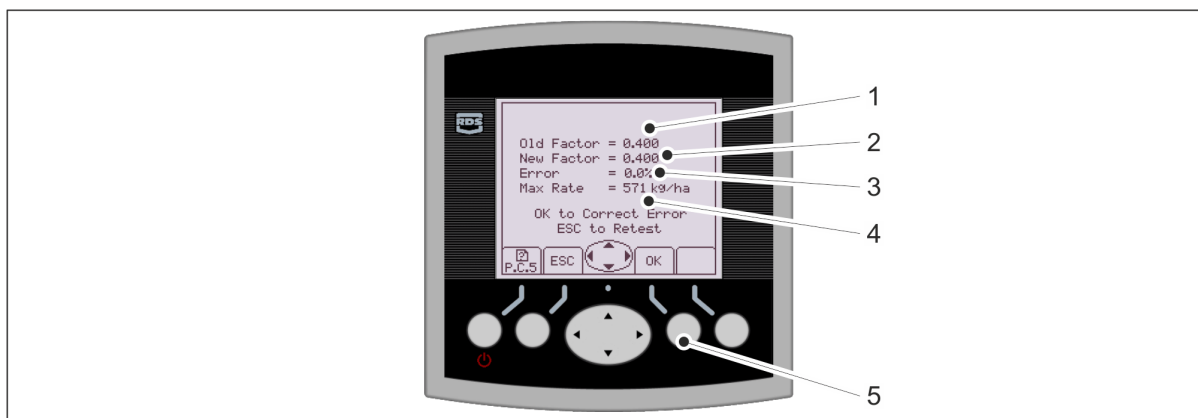 RDS
Old Factor = 0.400
New Factor = 0.400
Error = 0.0%
Max Rate = 571 kg/ha
OK to Correct Error
ESC to Retest
P.C.5 ESC OK
1
2
3
4
5